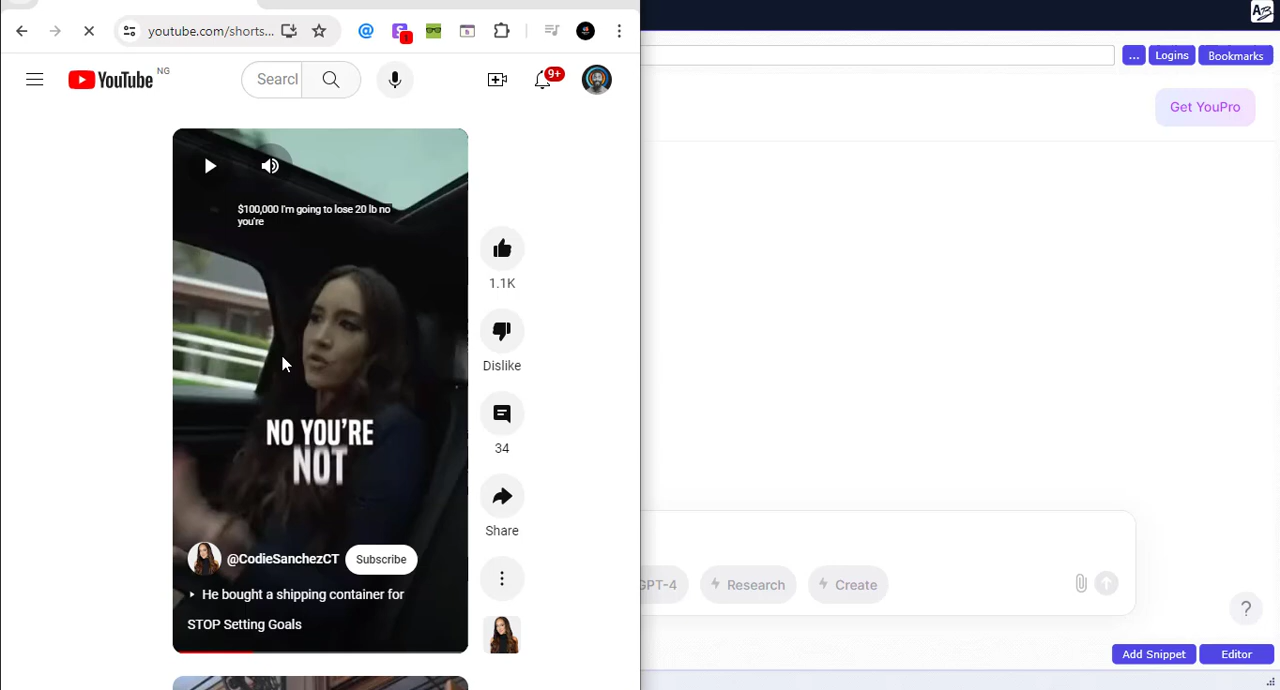 youtube.com/shorts...
1
YouTube NG
Searcl
9+
$100,000 I'm going to lose 20 lb no
you're
NO YOU'RE
NOT
@CodieSanchezCT
Subscribe
He bought a shipping container for
STOP Setting Goals
1.1K
Dislike
34
Share
AB
...
Logins
Bookmarks
Get YouPro
GPT-4
Research
Create
?
Add Snippet
Editor